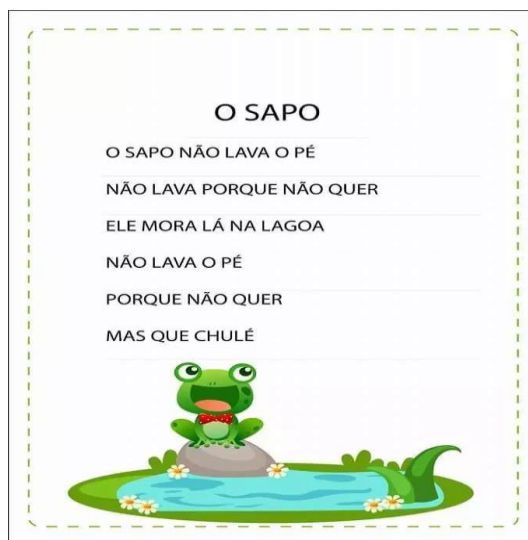 O SAPO
O SAPO NÃO LAVA O PÉ
NÃO LAVA PORQUE NÃO QUER
ELE MORA LÁ NA LAGOA
NÃO LAVA O PÉ
PORQUE NÃO QUER
MAS QUE CHULÉ